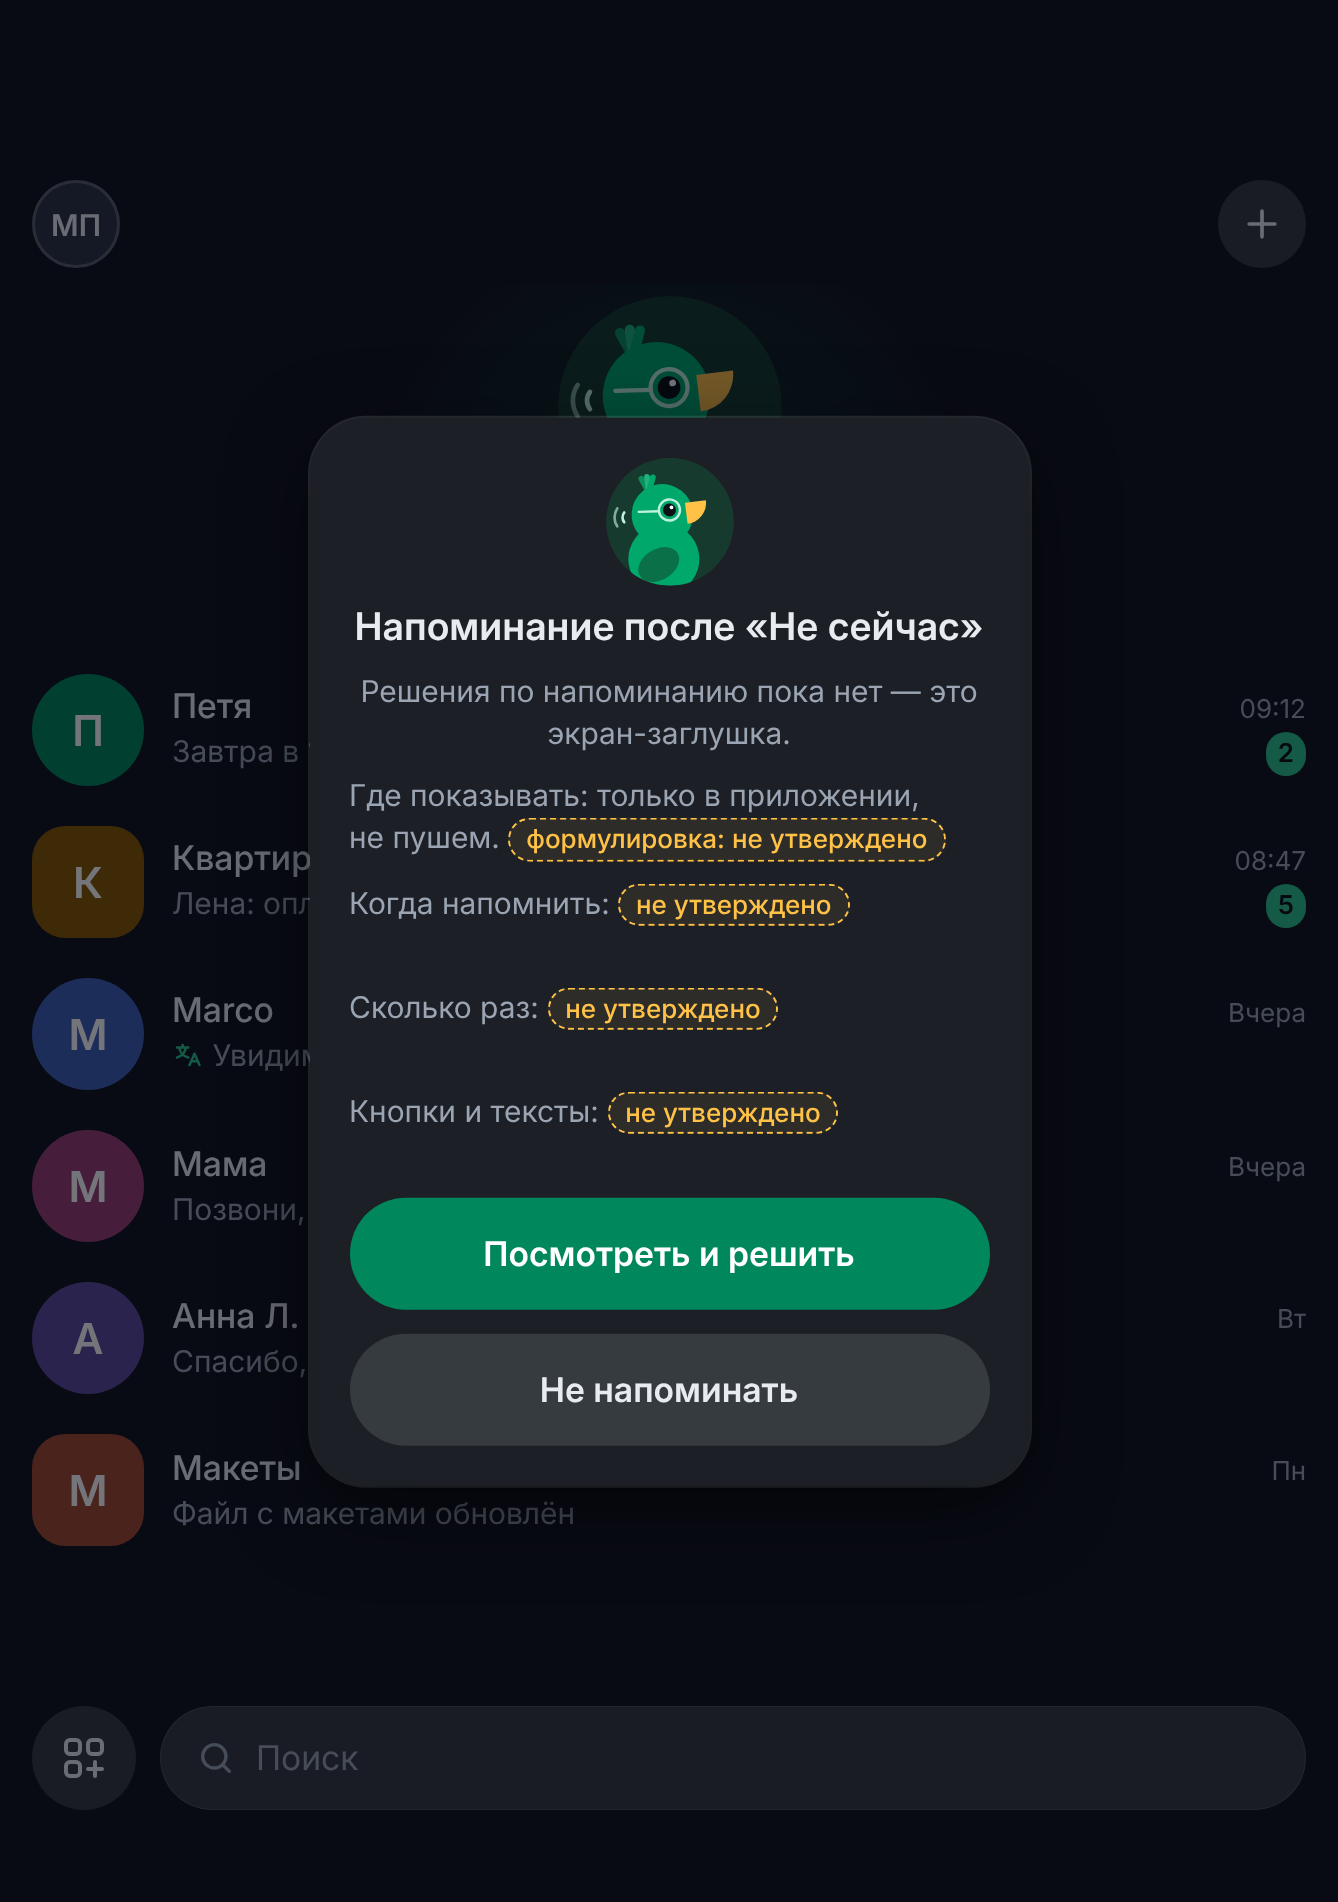 МП
Напоминание после «Не сейчас»
Решения по напоминанию пока нет — это
экран-заглушка.
Где показывать: только в приложении,
не пушем. формулировка: не утверждено
Когда напомнить: не утверждено
Сколько раз: не утверждено
Кнопки и тексты: не утверждено
Посмотреть и решить
Не напоминать
П
Петя
09:12
Завтра в
2
К
Квартир
08:47
Лена: опл
5
M
Marco
Вчера
Увидим
М
Мама
Вчера
Позвони,
А
Анна Л.
Вт
Спасибо,
М
Макеты
Пн
Файл с макетами обновлён
Поиск